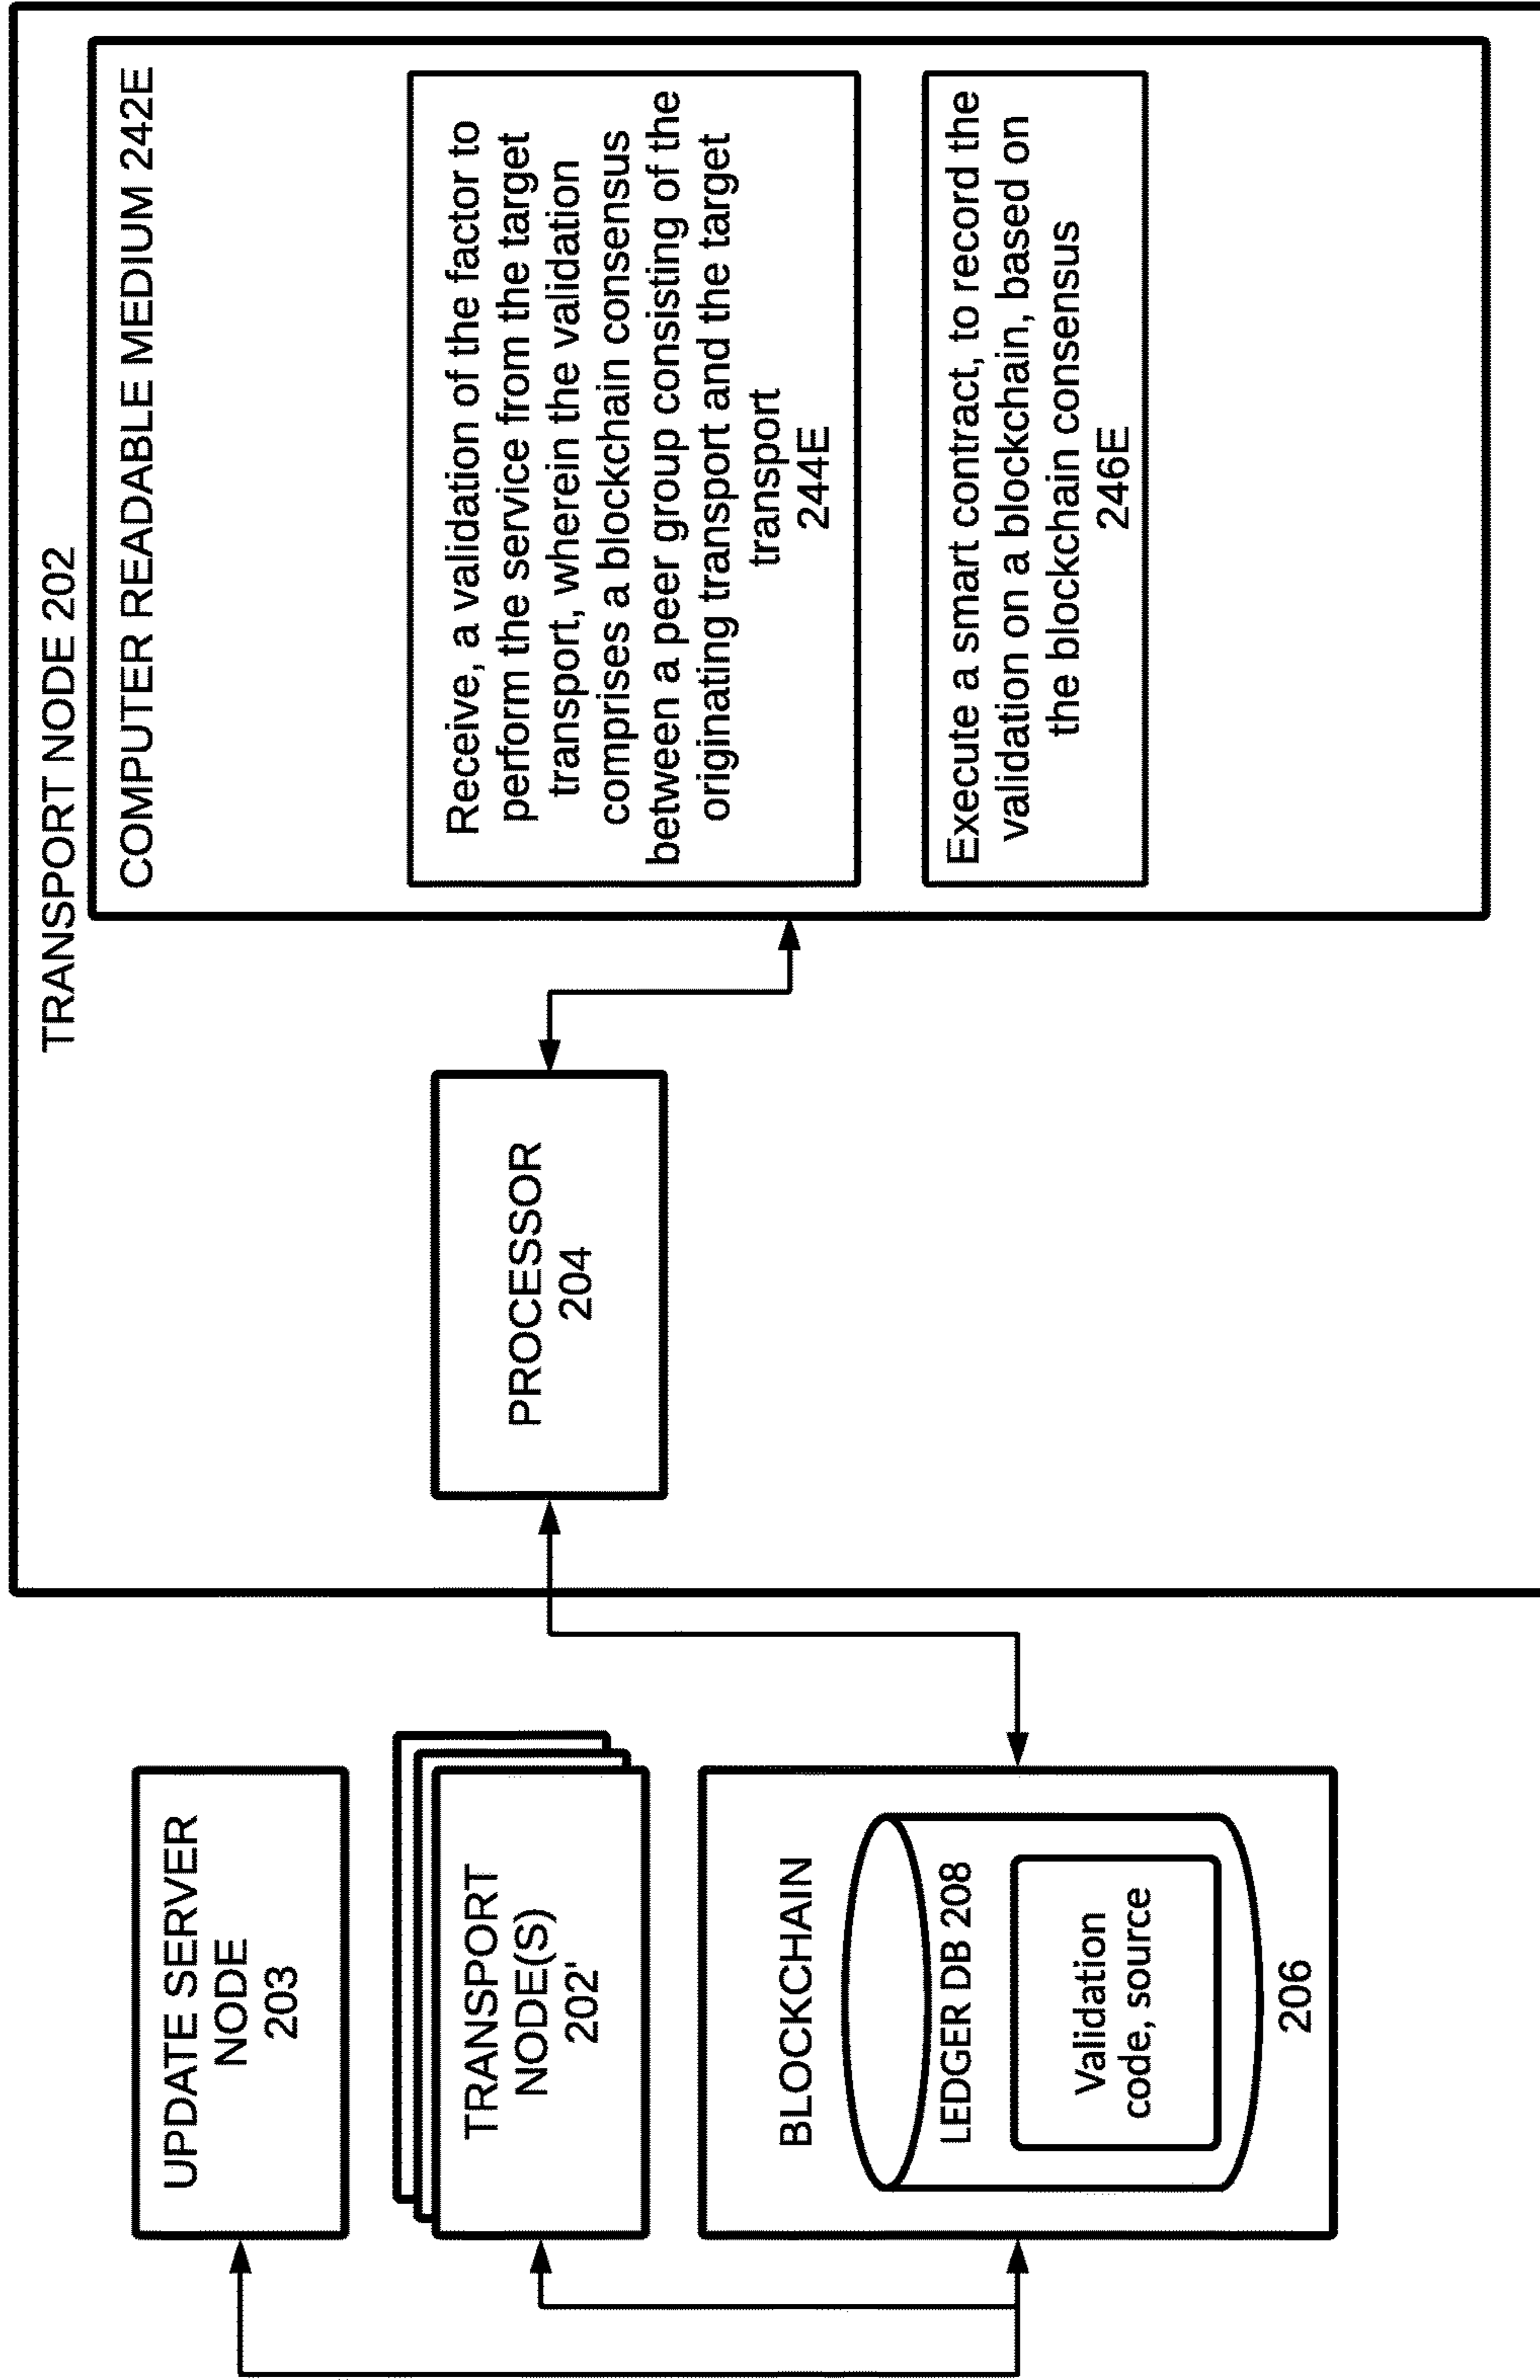 UPDATE SERVER
NODE
203
TRANSPORT
NODE(S)
202'
BLOCKCHAIN
LEDGER DB 208
Validation
code, source
206
TRANSPORT NODE 202
PROCESSOR
204
COMPUTER READABLE MEDIUM 242E
Receive, a validation of the factor to
perform the service from the target
transport, wherein the validation
comprises a blockchain consensus
between a peer group consisting of the
originating transport and the target
transport
244E
Execute a smart contract, to record the
validation on a blockchain, based on
the blockchain consensus
246E